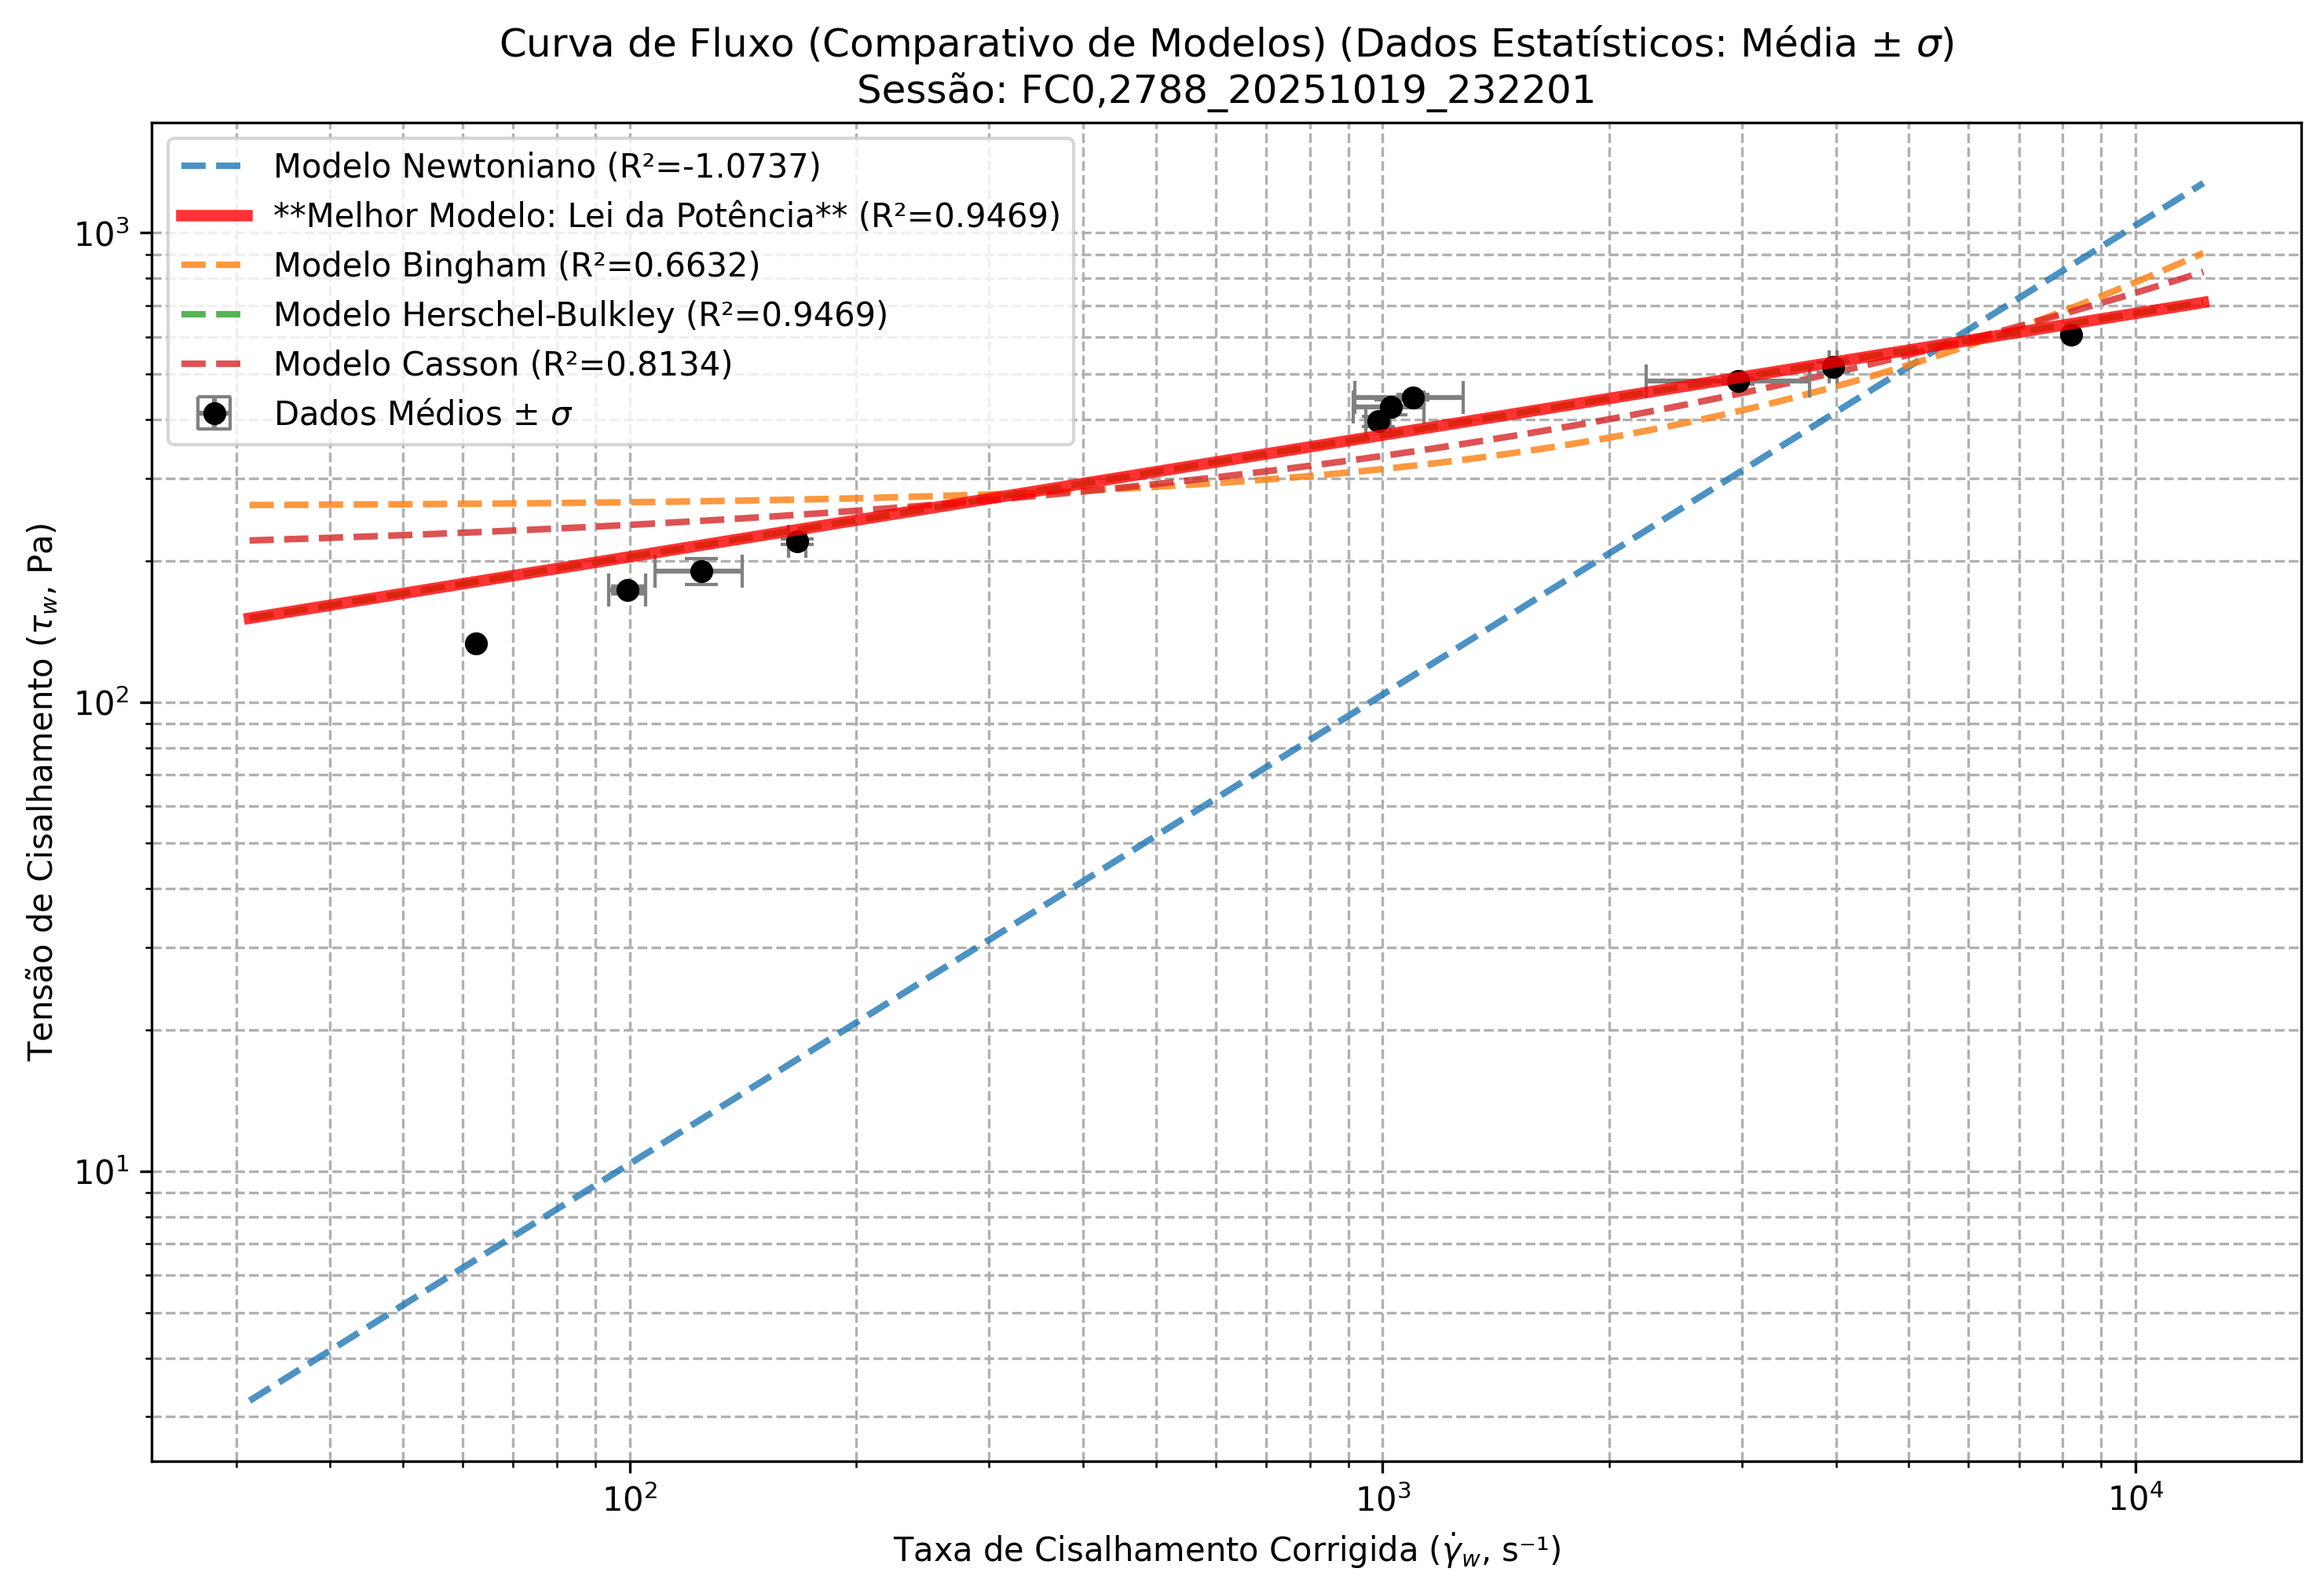 Curva de Fluxo (Comparativo de Modelos) (Dados Estatísticos: Média ± σ)
Sessão: FC0,2788_20251019_232201
Modelo Newtoniano (R²=-1.0737)
**Melhor Modelo: Lei da Potência** (R²=0.9469)
Modelo Bingham (R²=0.6632)
Modelo Herschel-Bulkley (R²=0.9469)
Modelo Casson (R²=0.8134)
Dados Médios ± σ
Tensão de Cisalhamento (τ_w, Pa)
10³
10²
10¹
10²
10³
10⁴
Taxa de Cisalhamento Corrigida (γ̇_w, s⁻¹)